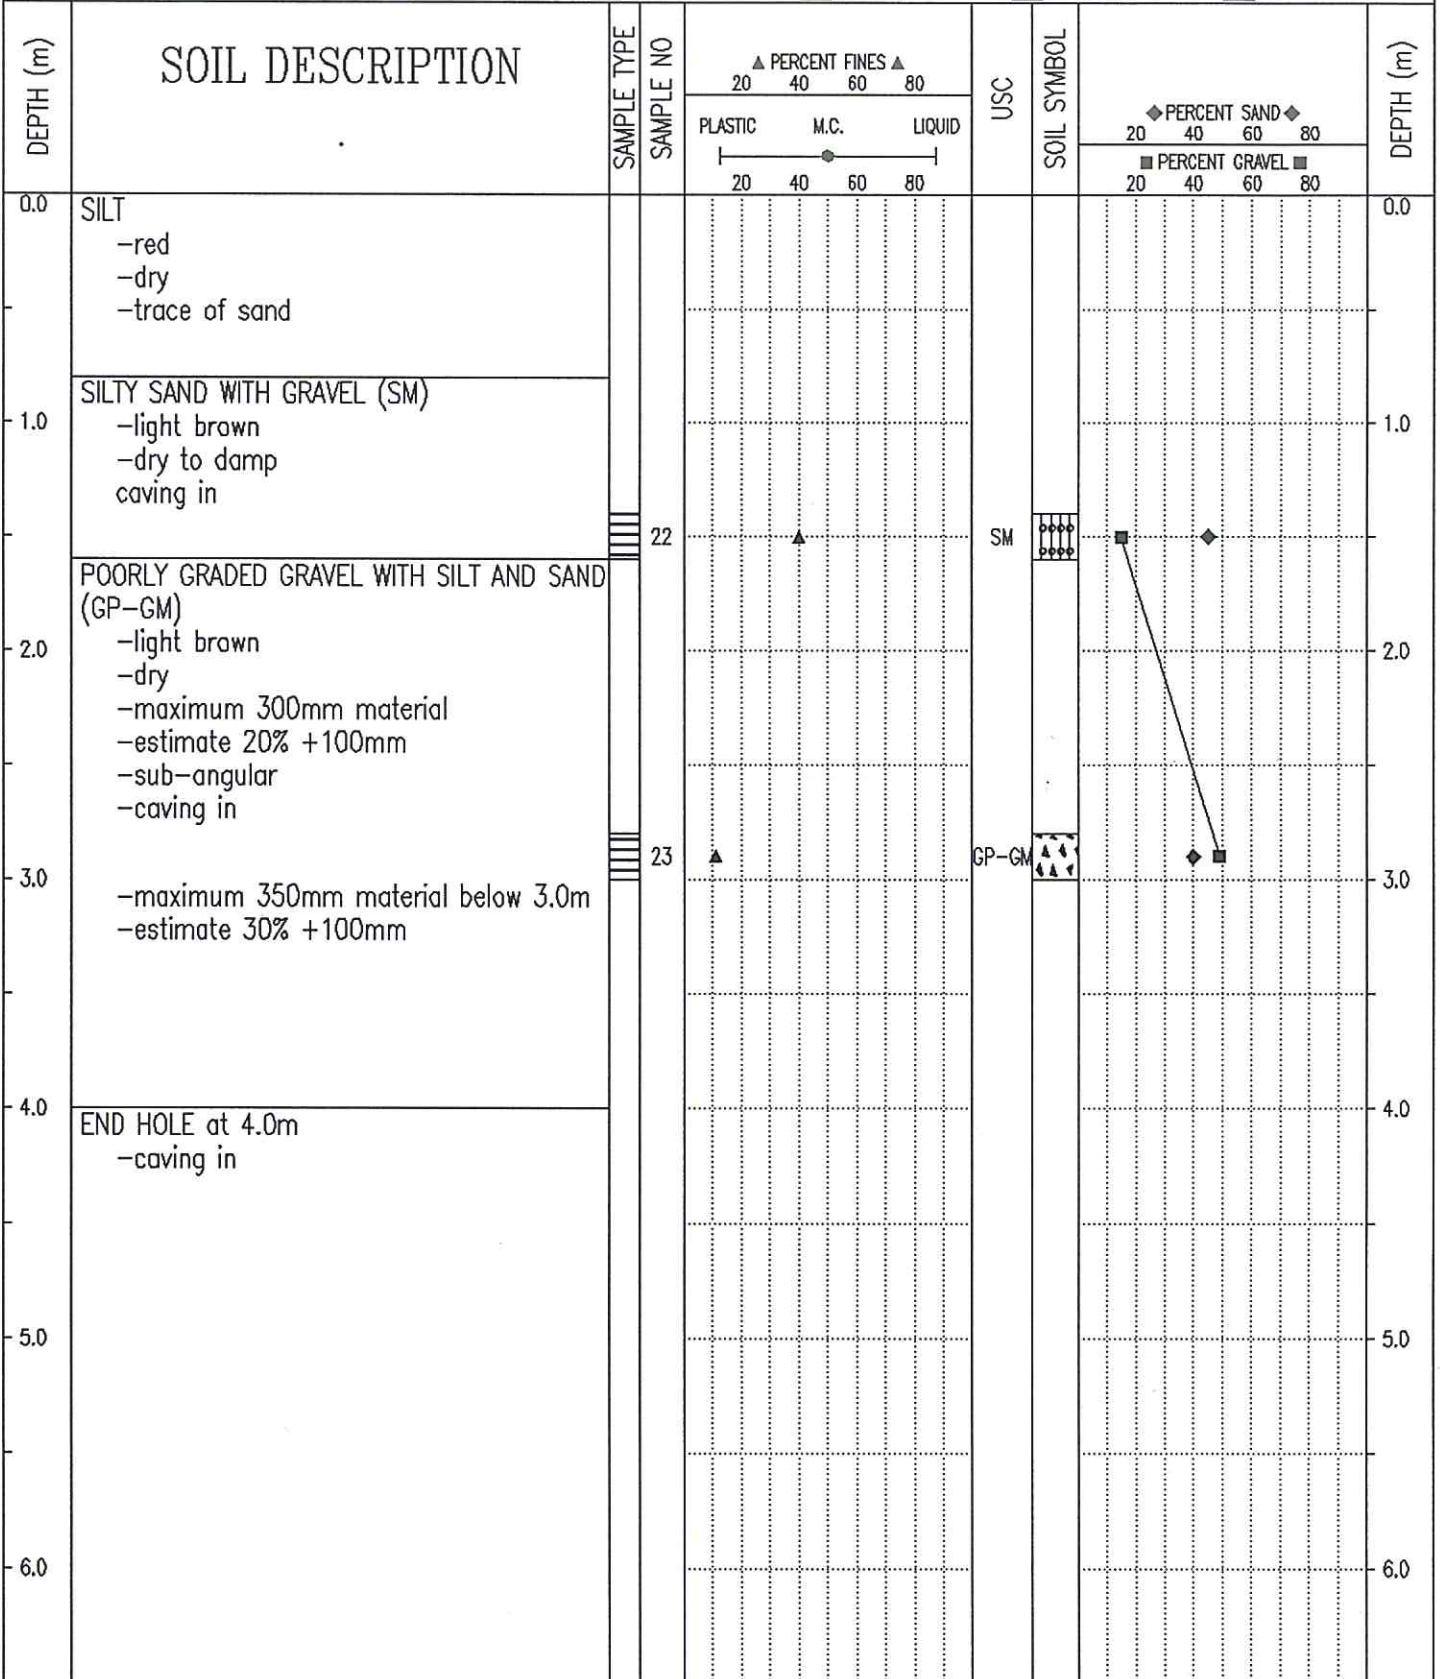 DEPTH (m)
SOIL DESCRIPTION
SAMPLE TYPE
SAMPLE NO
▲ PERCENT FINES ▲
20 40 60 80
PLASTIC M.C. LIQUID
20 40 60 80
USC
SOIL SYMBOL
◆PERCENT SAND◆
20 40 60 80
■ PERCENT GRAVEL ■
20 40 60 80
DEPTH (m)
0.0 SILT 0.0
-red
-dry
-trace of sand
SILTY SAND WITH GRAVEL (SM)
1.0 -light brown 1.0
-dry to damp
caving in
22 SM
POORLY GRADED GRAVEL WITH SILT AND SAND
(GP-GM)
2.0 -light brown 2.0
-dry
-maximum 300mm material
-estimate 20% +100mm
-sub-angular
-caving in
23 GP-GM
3.0 3.0
-maximum 350mm material below 3.0m
-estimate 30% +100mm
4.0 4.0
END HOLE at 4.0m
-caving in
5.0 5.0
6.0 6.0